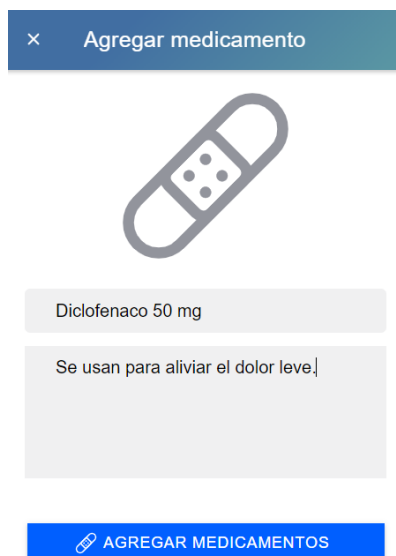 × Agregar medicamento
Diclofenaco 50 mg
Se usan para aliviar el dolor leve.
AGREGAR MEDICAMENTOS